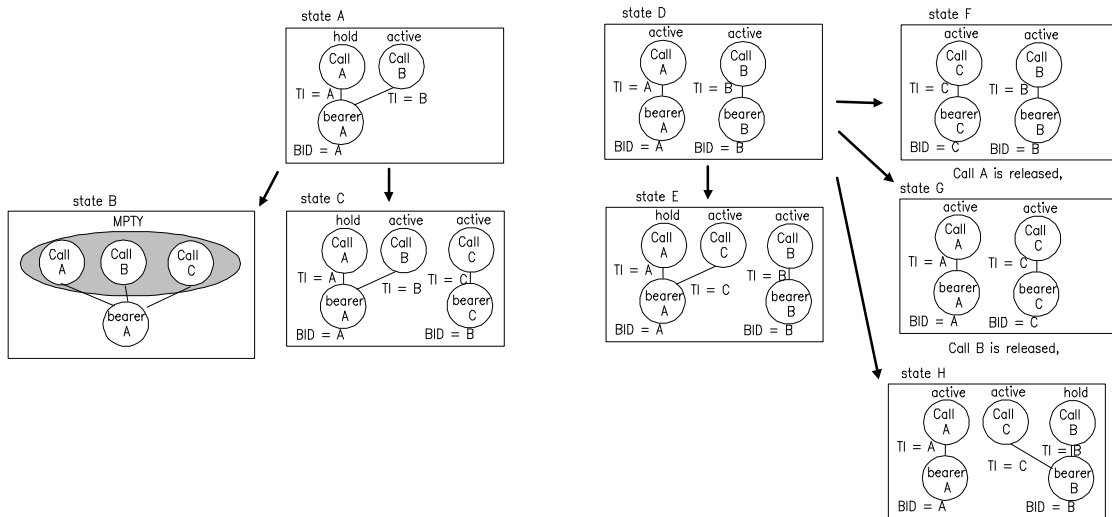 state A
hold active
Call A
Call B
TI = A
TI = B
bearer A
BID = A
state B
MPTY
Call A
Call B
Call C
bearer A
state C
hold active active
Call A
Call B
Call C
TI = A
TI = B
TI = C
bearer A
bearer C
BID = A
BID = B
state D
active active
Call A
Call B
TI = A
TI = B
bearer A
bearer B
BID = A
BID = B
state E
hold active active
Call A
Call C
Call B
TI = A
TI = C
TI = B
bearer A
bearer B
BID = A
BID = B
state F
active active
Call C
Call B
TI = C
TI = B
bearer C
bearer B
BID = C
BID = B
Call A is released,
state G
active active
Call A
Call C
TI = A
TI = C
bearer A
bearer C
BID = A
BID = C
Call B is released,
state H
active active hold
Call A
Call C
Call B
TI = A
TI = C
TI = B
bearer A
bearer B
BID = A
BID = B